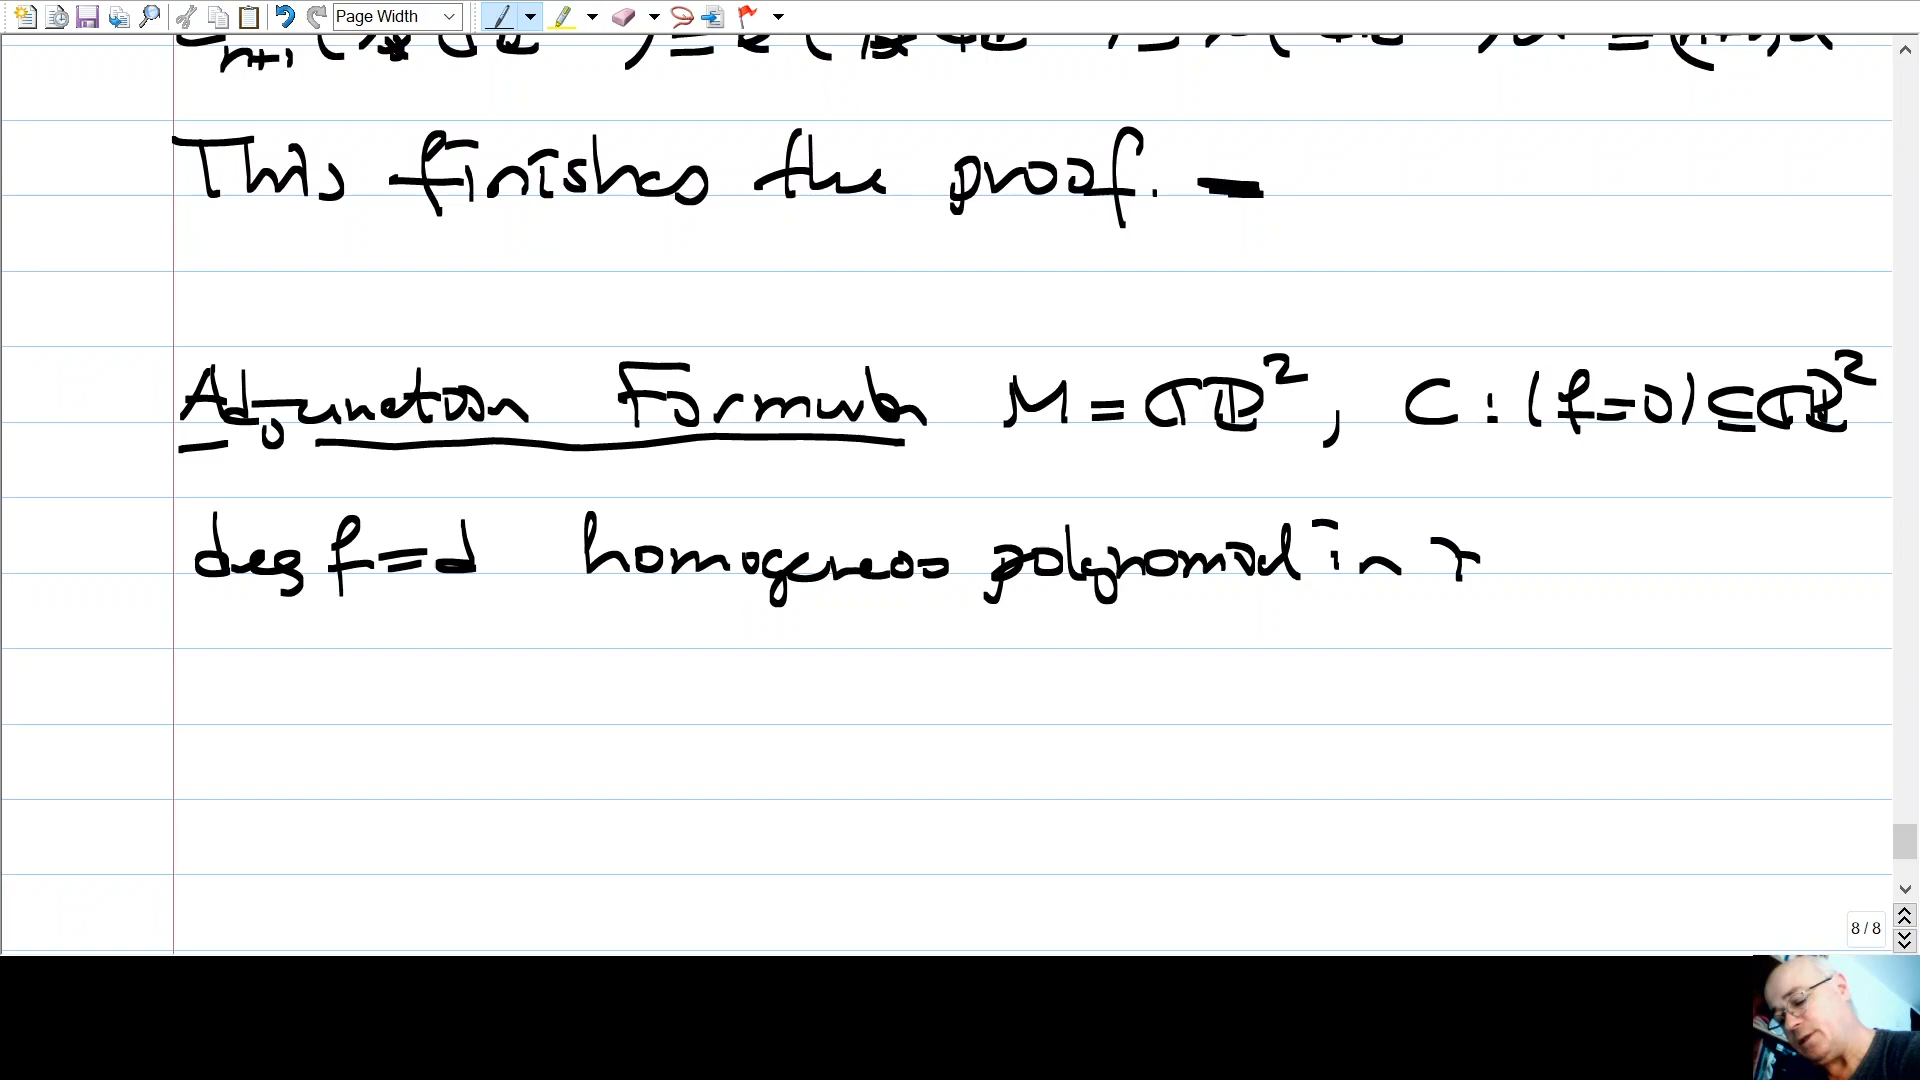 Page Width
This finishes the proof. -
Adjunction Formula M = ℂℙ², C : (f=0) ⊆ ℂℙ²
deg f = d homogeneous polynomial in
8 / 8